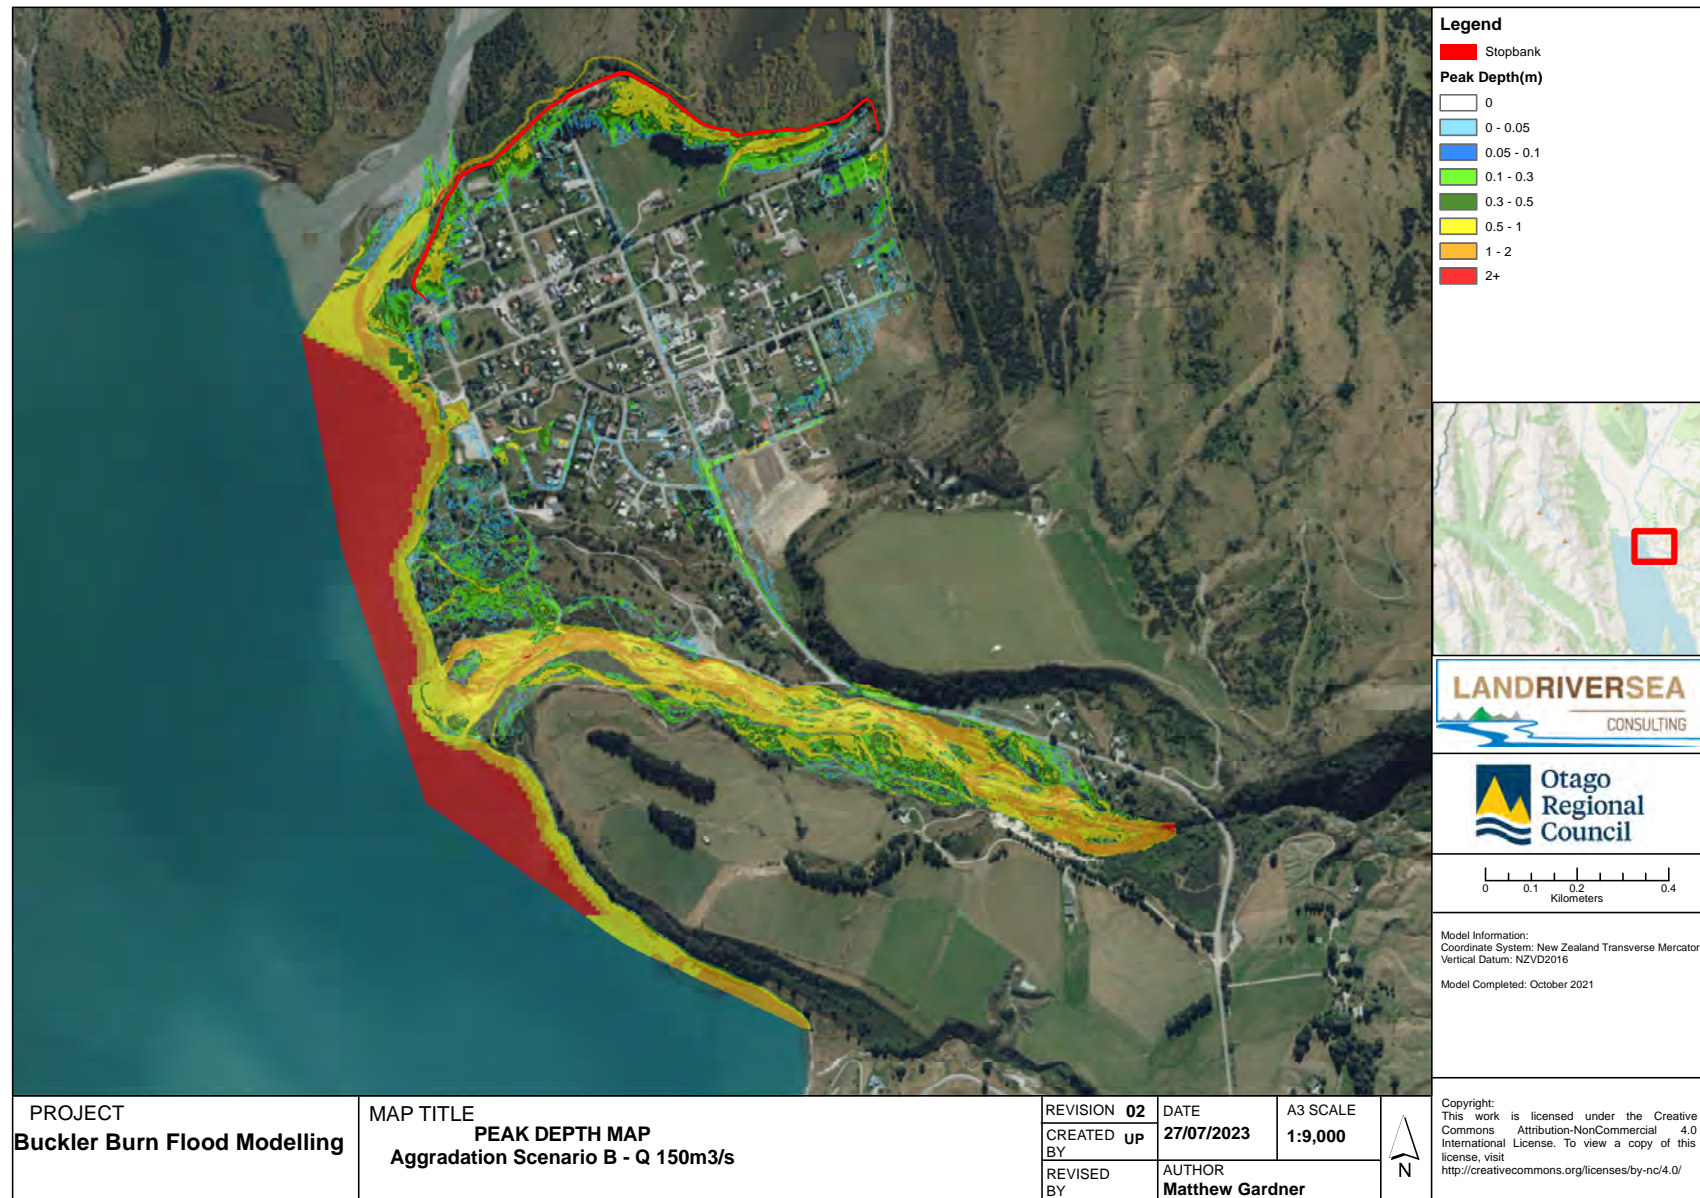 Legend
Stopbank
Peak Depth(m)
0
0 - 0.05
0.05 - 0.1
0.1 - 0.3
0.3 - 0.5
0.5 - 1
1 - 2
2+
LANDRIVERSEA
CONSULTING
Otago
Regional
Council
0 0.1 0.2 0.4
Kilometers
Model Information:
Coordinate System: New Zealand Transverse Mercator
Vertical Datum: NZVD2016
Model Completed: October 2021
Copyright:
This work is licensed under the Creative
Commons Attribution-NonCommercial 4.0
International License. To view a copy of this
license, visit
http://creativecommons.org/licenses/by-nc/4.0/
PROJECT
Buckler Burn Flood Modelling
MAP TITLE
PEAK DEPTH MAP
Aggradation Scenario B - Q 150m3/s
REVISION 02
CREATED BY UP
REVISED BY
DATE
27/07/2023
A3 SCALE
1:9,000
AUTHOR
Matthew Gardner
N